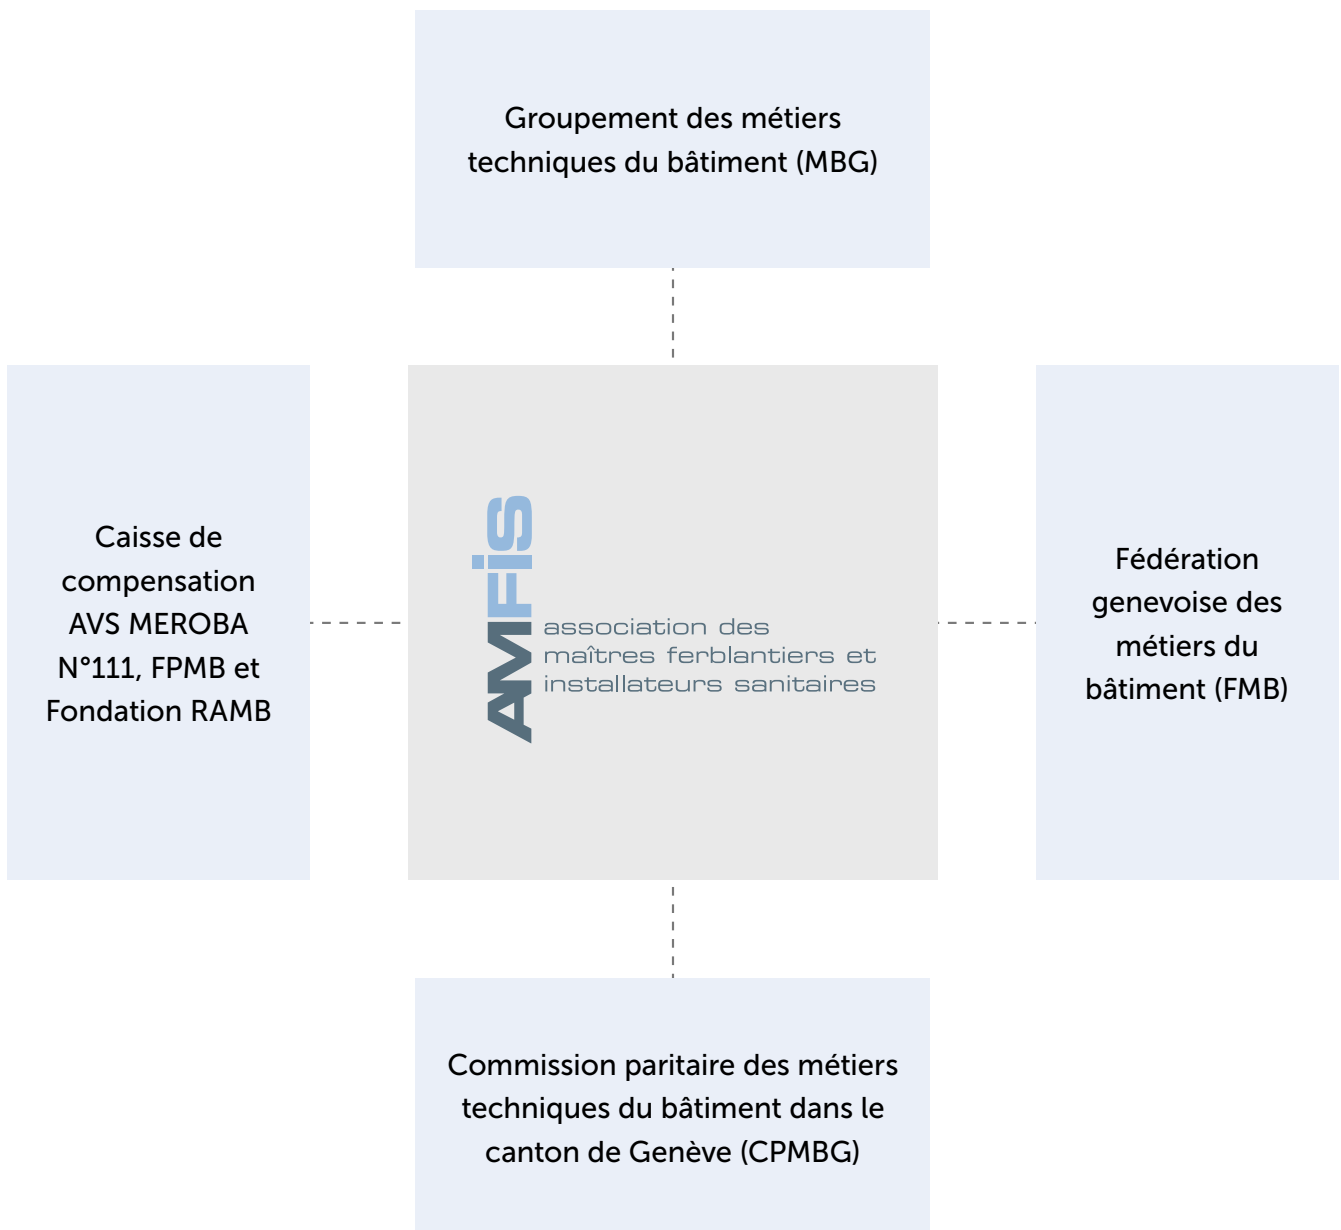 Groupement des métiers
techniques du bâtiment (MBG)
Caisse de
compensation
AVS MEROBA
N°111, FPMB et
Fondation RAMB
AMFis
association des
maîtres ferblantiers et
installateurs sanitaires
Fédération
genevoise des
métiers du
bâtiment (FMB)
Commission paritaire des métiers
techniques du bâtiment dans le
canton de Genève (CPMBG)